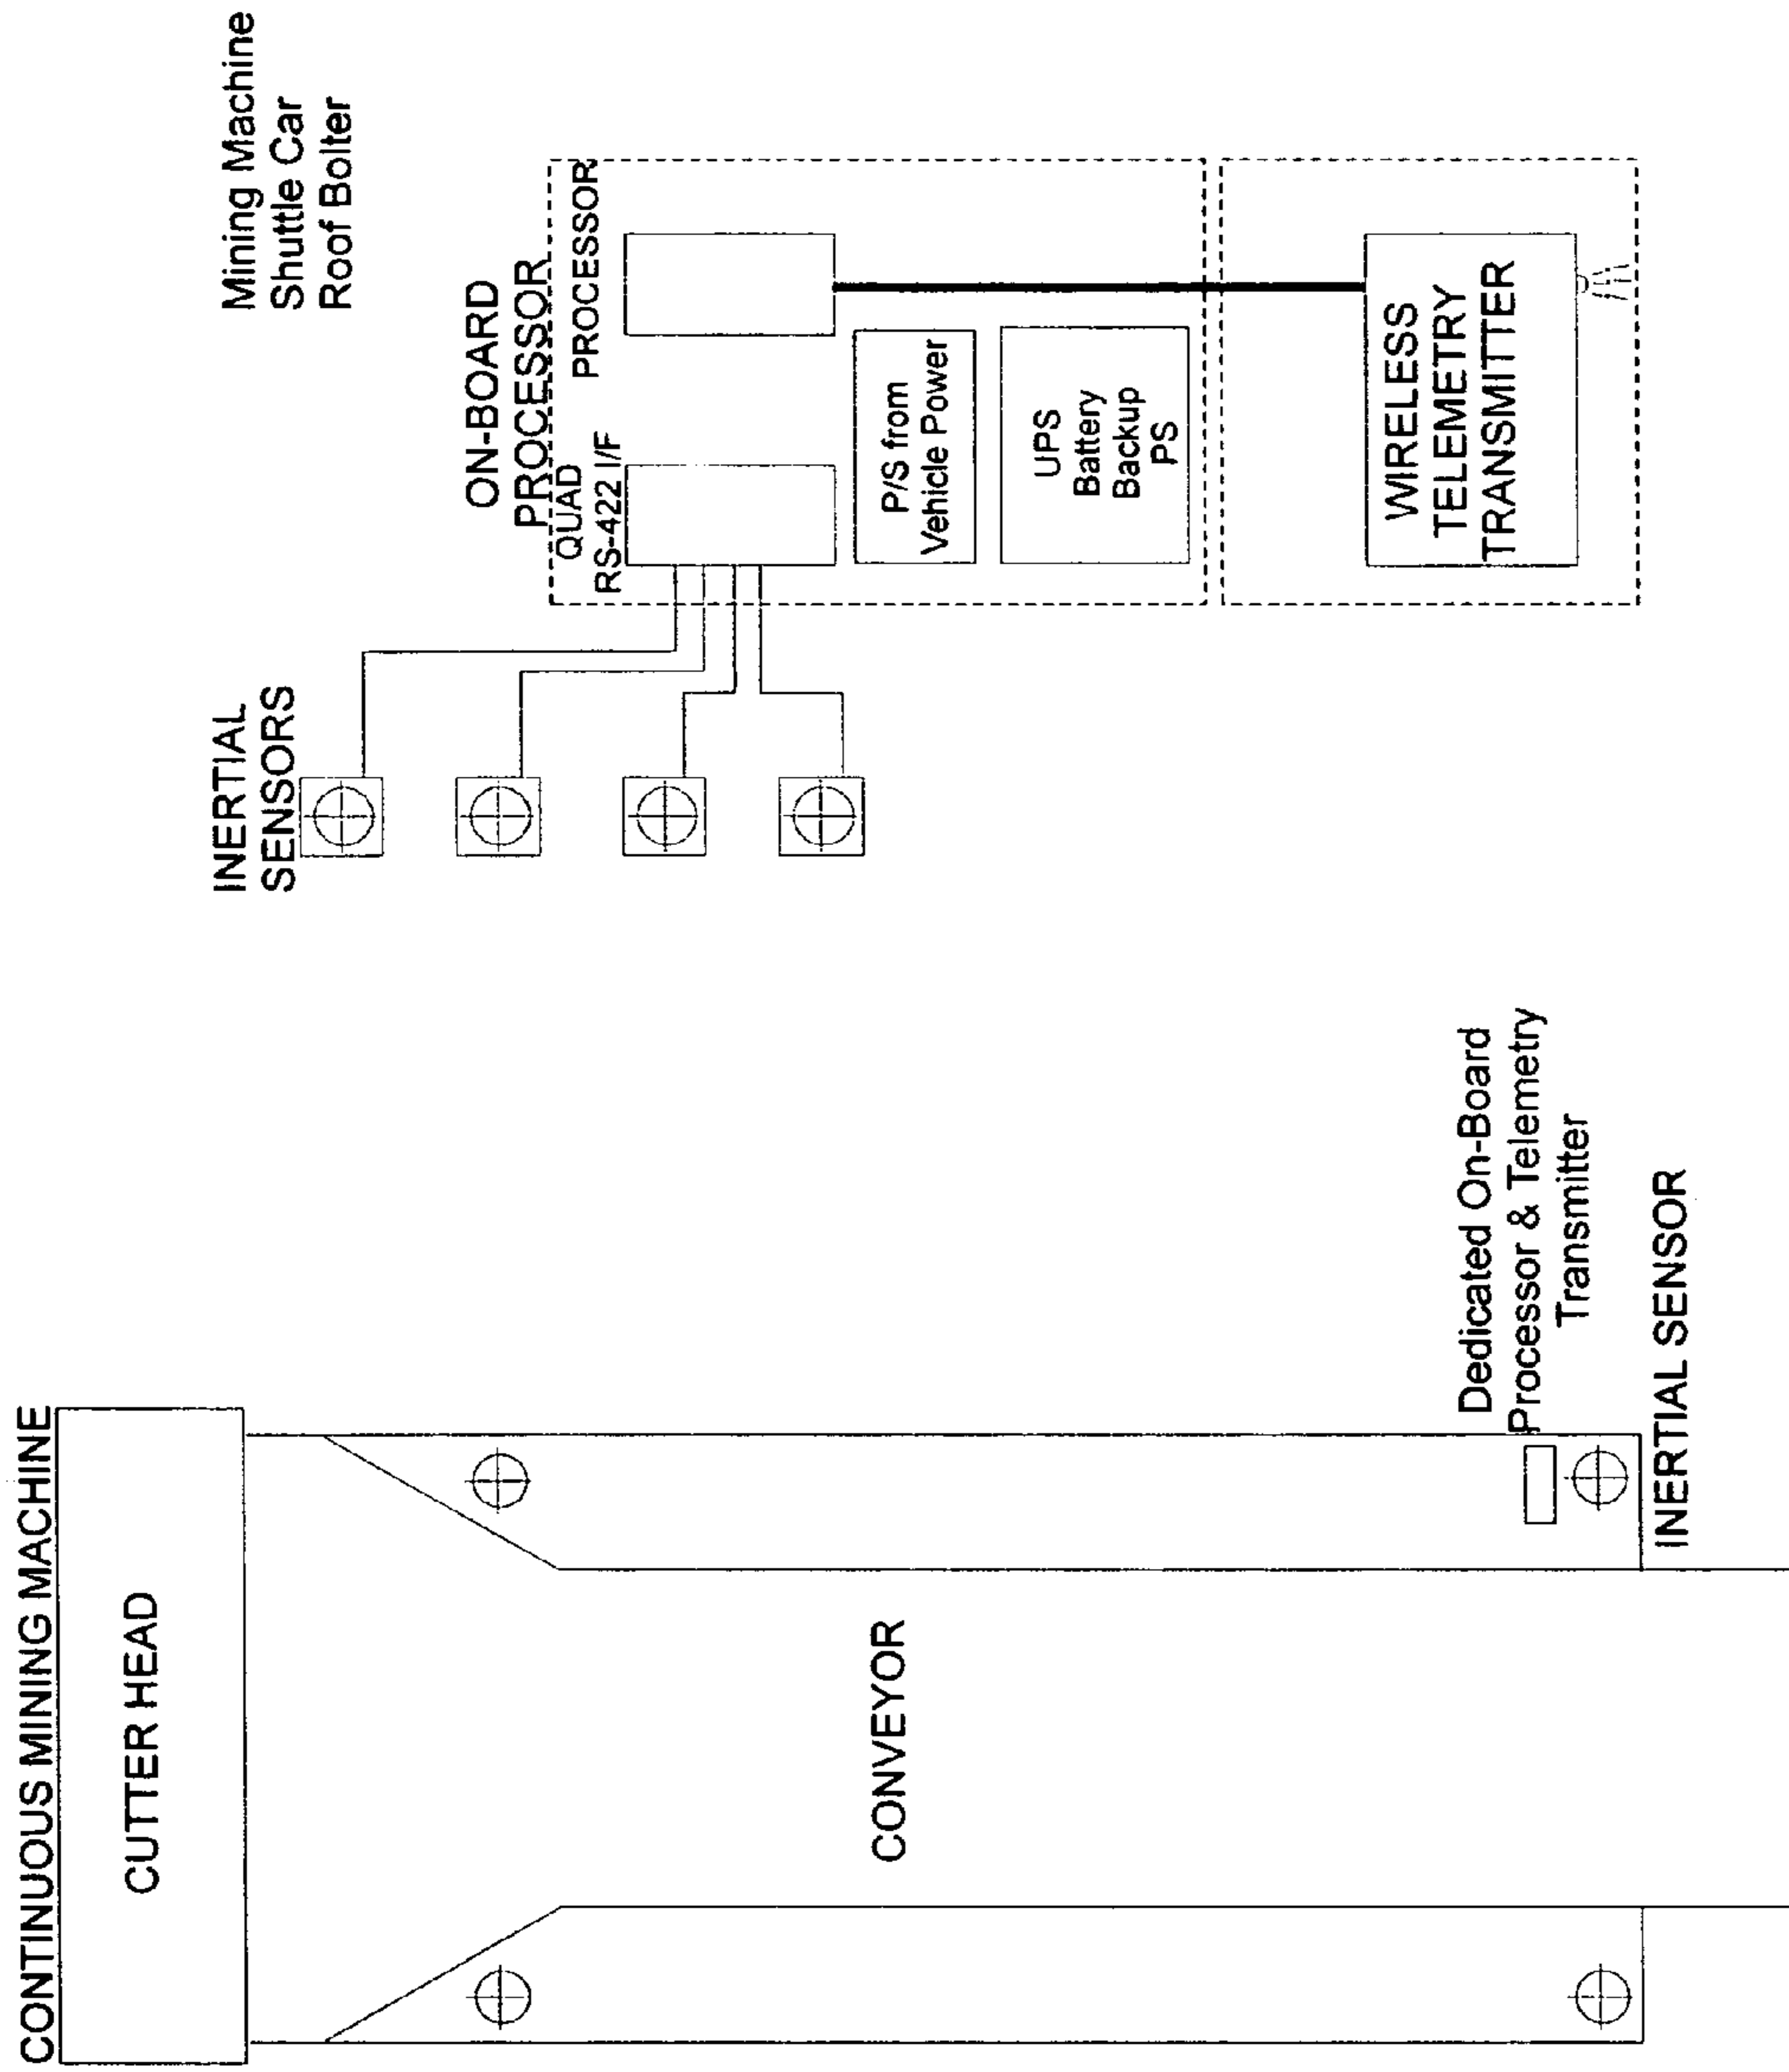 CONTINUOUS MINING MACHINE
CUTTER HEAD
CONVEYOR
Dedicated On-Board
Processor & Telemetry
Transmitter
INERTIAL SENSOR
INERTIAL
SENSORS
Mining Machine
Shuttle Car
Roof Bolter
ON-BOARD
PROCESSOR
QUAD
RS-422 I/F
PROCESSOR
P/S from
Vehicle Power
UPS
Battery
Backup
PS
WIRELESS
TELEMETRY
TRANSMITTER